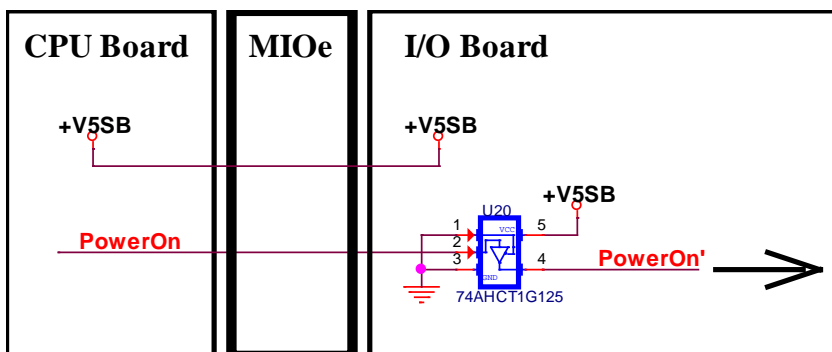 CPU Board
MIOe
I/O Board
+V5SB
+V5SB
+V5SB
U20
1
VCC
5
PowerOn
2
3
GND
4
PowerOn'
74AHCT1G125